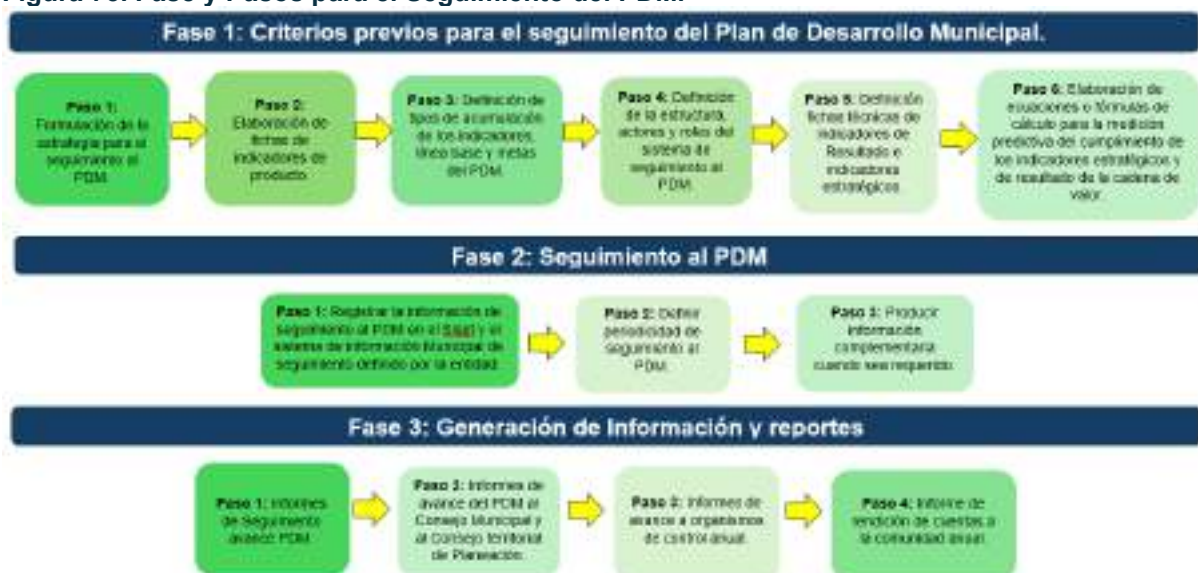 Fase 1: Criterios previos para el seguimiento del Plan de Desarrollo Municipal.
Paso 1:
Formulación de la
estrategia para el
seguimiento al
PDM.
Paso 2:
Elaboración de
fichas de
indicadores de
producto.
Paso 3: Definición de
tipos de acumulación
de los indicadores,
línea base y metas
del PDM.
Paso 4: Definición
de la estructura,
actores y roles del
sistema de
seguimiento al
PDM.
Paso 5: Definición
fichas técnicas de
indicadores de
Resultado e
indicadores
estratégicos.
Paso 6: Elaboración de
ecuaciones o fórmulas de
cálculo para la medición
predictiva del cumplimiento de
los indicadores estratégicos y
de resultado de la cadena de
valor.
Fase 2: Seguimiento al PDM
Paso 1: Registrar la información de
seguimiento al PDM en el y el
sistema de información Municipal de
seguimiento definido por la entidad.
Paso 2: Definir
periodicidad de
seguimiento al
PDM.
Paso 3: Producir
información
complementaria
cuando sea requerido.
Fase 3: Generación de Información y reportes
Paso 1: Informes
de Seguimiento
avance PDM.
Paso 2: Informes de
avance del PDM al
Concejo Municipal y
al Consejo territorial
de Planeación.
Paso 3: Informes de
avance a organismos
de control anual.
Paso 4: Informe de
rendición de cuentas a
la comunidad anual.